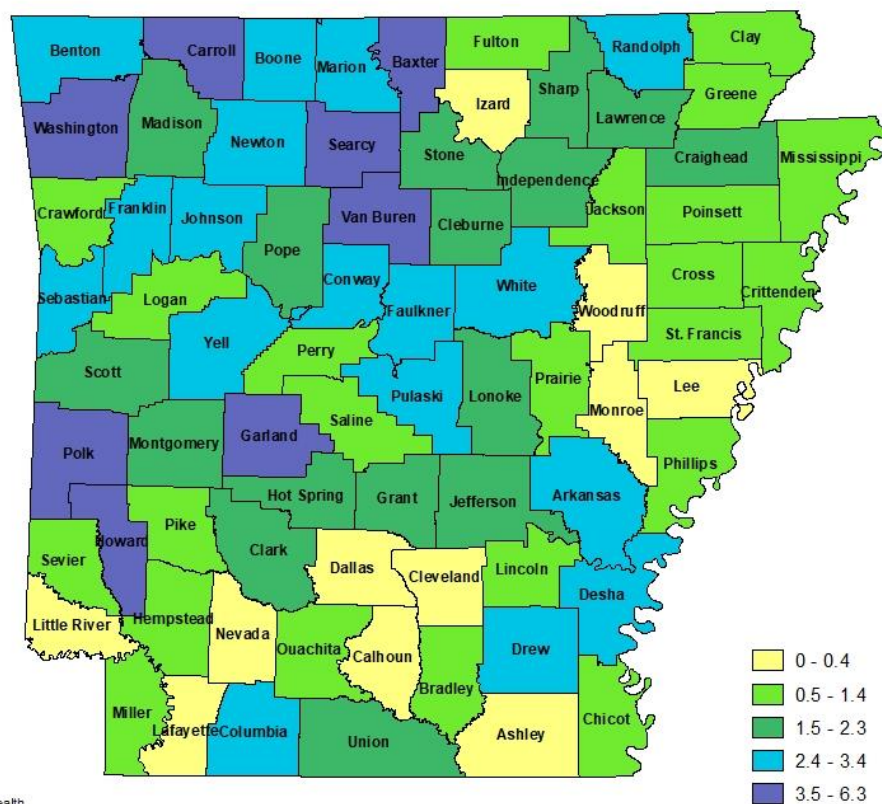 Benton
Carroll
Boone
Marion
Baxter
Fulton
Randolph
Clay
Izard
Sharp
Lawrence
Greene
Washington
Madison
Newton
Searcy
Stone
Independence
Craighead
Mississippi
Crawford
Franklin
Johnson
Pope
Van Buren
Cleburne
Jackson
Poinsett
Sebastian
Logan
Conway
Faulkner
White
Woodruff
Cross
Crittenden
Yell
Perry
St. Francis
Scott
Pulaski
Lonoke
Prairie
Monroe
Lee
Polk
Montgomery
Garland
Saline
Phillips
Hot Spring
Grant
Jefferson
Arkansas
Howard
Pike
Clark
Sevier
Dallas
Cleveland
Lincoln
Desha
Little River
Hempstead
Nevada
Ouachita
Calhoun
Bradley
Drew
Miller
Lafayette
Columbia
Union
Ashley
Chicot
0 - 0.4
0.5 - 1.4
1.5 - 2.3
2.4 - 3.4
3.5 - 6.3